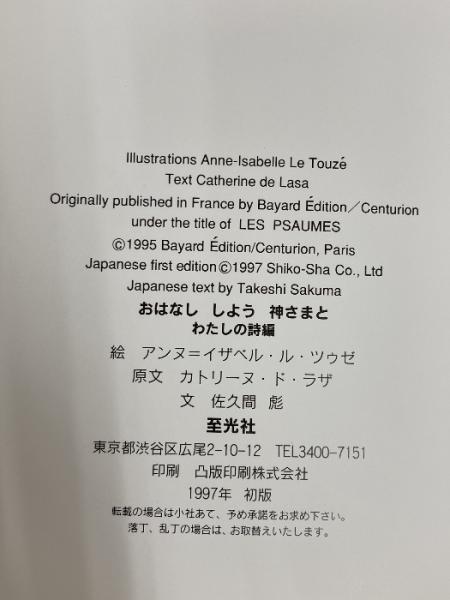 Illustrations Anne-Isabelle Le Touzé
Text Catherine de Lasa
Originally published in France by Bayard Édition／Centurion
under the title of LES PSAUMES
©1995 Bayard Édition/Centurion, Paris
Japanese first edition©1997 Shiko-Sha Co., Ltd
Japanese text by Takeshi Sakuma
おはなし しよう 神さまと
わたしの詩編
絵 アンヌ＝イザベル・ル・ツゥゼ
原文 カトリーヌ・ド・ラザ
文 佐久間 彪
至光社
東京都渋谷区広尾2-10-12 TEL3400-7151
印刷 凸版印刷株式会社
1997年 初版
転載の場合は小社あて、予め承諾をお求め下さい。
落丁、乱丁の場合は、お取替えいたします。